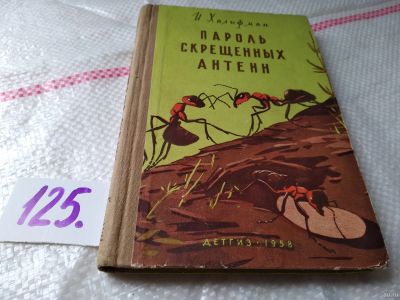 И. Халифман
ПАРОЛЬ
СКРЕЩЕННЫХ
АНТЕНН
ДЕТГИЗ · 1958
125.